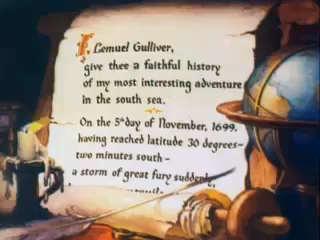 I, Lemuel Gulliver,
give thee a faithful history
of my most interesting adventure
in the south sea.
On the 5th day of November, 1699,
having reached latitude 30 degrees–
two minutes south–
a storm of great fury suddenly,